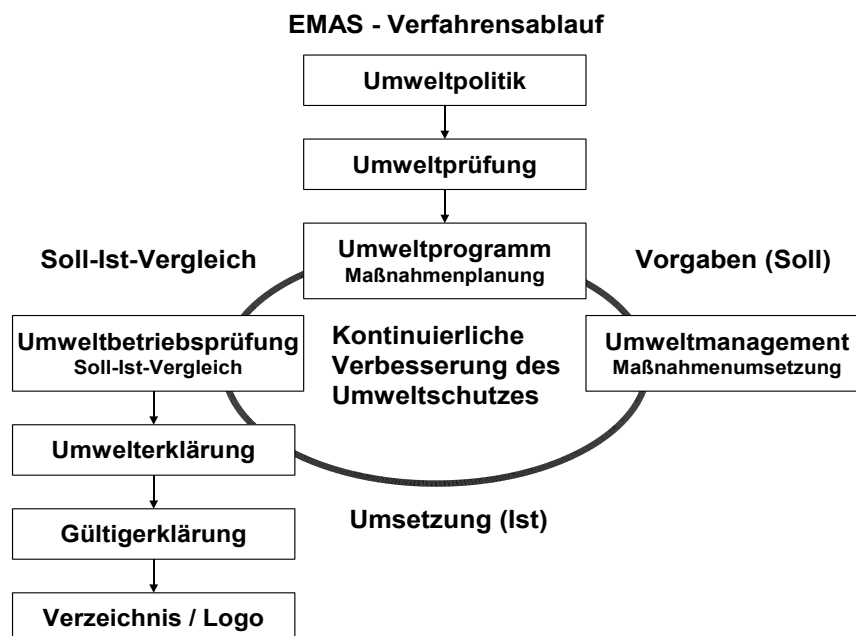 EMAS - Verfahrensablauf
Umweltpolitik
Umweltprüfung
Soll-Ist-Vergleich
Umweltprogramm
Maßnahmenplanung
Vorgaben (Soll)
Umweltbetriebsprüfung
Soll-Ist-Vergleich
Kontinuierliche
Verbesserung des
Umweltschutzes
Umweltmanagement
Maßnahmenumsetzung
Umwelterklärung
Umsetzung (Ist)
Gültigerklärung
Verzeichnis / Logo